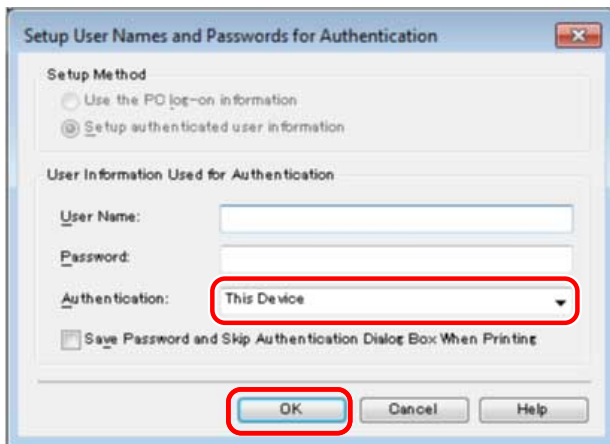 Setup User Names and Passwords for Authentication
Setup Method
Use the PC log-on information
Setup authenticated user information
User Information Used for Authentication
User Name:
Password:
Authentication: This Device
Save Password and Skip Authentication Dialog Box When Printing
OK Cancel Help